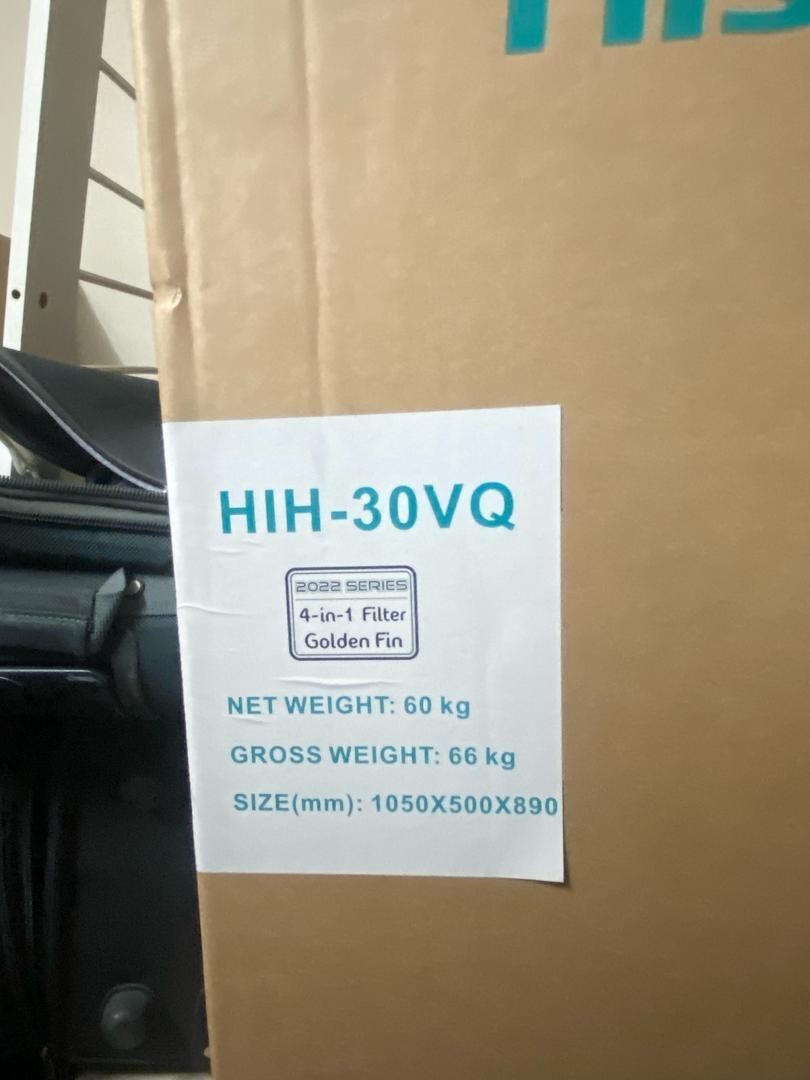 HIH-30VQ
2022 SERIES
4-in-1 Filter
Golden Fin
NET WEIGHT: 60 kg
GROSS WEIGHT: 66 kg
SIZE(mm): 1050X500X890